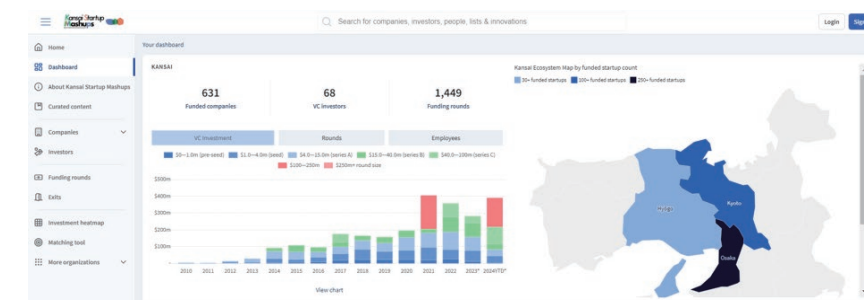 Kansai Startup
Mashups
Search for companies, investors, people, lists & innovations
Login
Sig
Home
Dashboard
About Kansai Startup Mashups
Curated content
Companies
Investors
Funding rounds
Exits
Investment heatmap
Matching tool
More organizations
Your dashboard
KANSAI
631
Funded companies
68
VC investors
1,449
Funding rounds
VC investment
Rounds
Employees
$0—1.0m (pre-seed) $1.0—4.0m (seed) $4.0—15.0m (series A) $15.0—40.0m (series B) $40.0—100m (series C)
$100—250m $250m+ round size
$500m
$400m
$300m
$200m
$100m
2010 2011 2012 2013 2014 2015 2016 2017 2018 2019 2020 2021 2022 2023* 2024YTD*
View chart
Kansai Ecosystem Map by funded startup count
30+ funded startups 100+ funded startups 250+ funded startups
Hyogo
Kyoto
Osaka